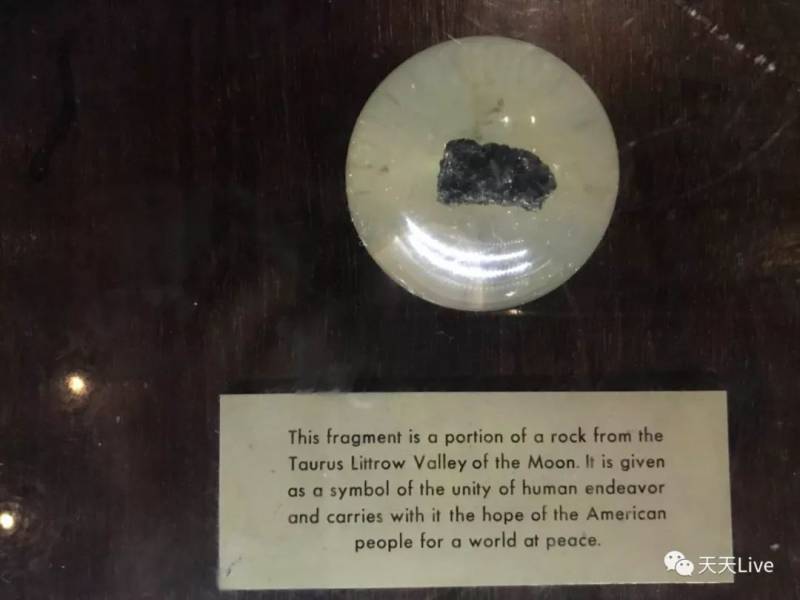 This fragment is a portion of a rock from the
Taurus Littrow Valley of the Moon. It is given
as a symbol of the unity of human endeavor
and carries with it the hope of the American
people for a world at peace.
天天Live